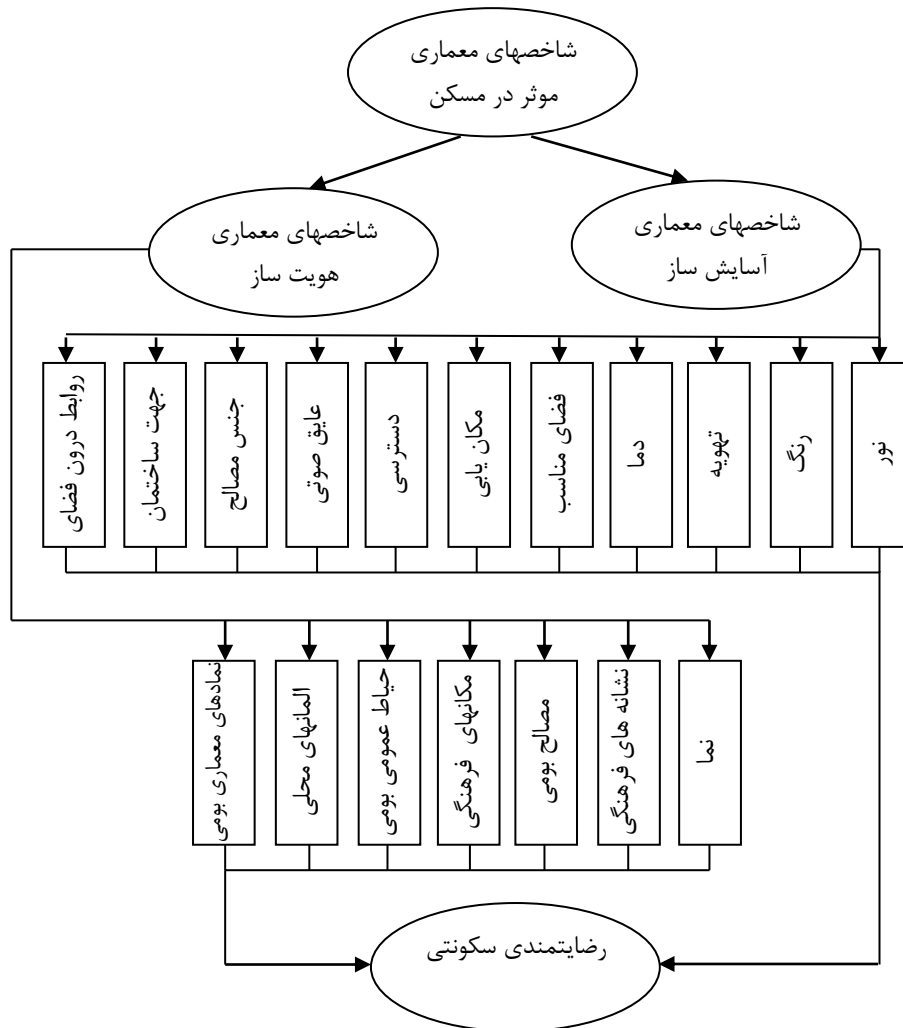 شاخصهای معماری
موثر در مسکن
شاخصهای معماری
آسایش ساز
شاخصهای معماری
هویت ساز
نور
رنگ
تهویه
دما
فضای مناسب
مکان یابی
دسترسی
عایق صوتی
جنس مصالح
جهت ساختمان
روابط درون فضای
نما
نشانه های فرهنگی
مصالح بومی
مکانهای فرهنگی
حیاط عمومی بومی
المانهای محلی
نمادهای معماری بومی
رضایتمندی سکونتی